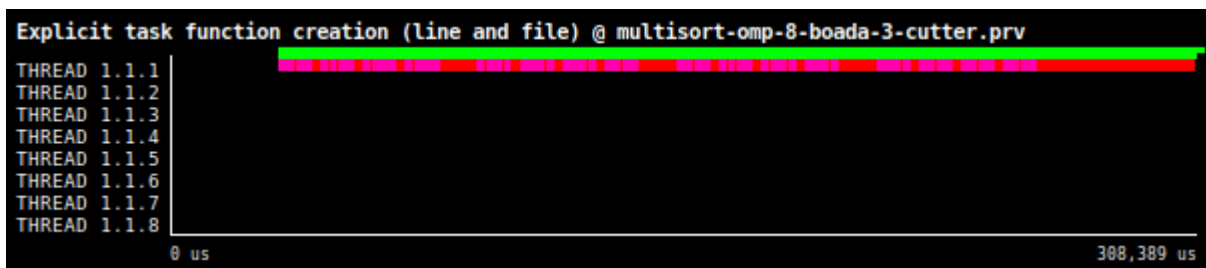 Explicit task function creation (line and file) @ multisort-omp-8-boada-3-cutter.prv
THREAD 1.1.1
THREAD 1.1.2
THREAD 1.1.3
THREAD 1.1.4
THREAD 1.1.5
THREAD 1.1.6
THREAD 1.1.7
THREAD 1.1.8
0 us 308,389 us